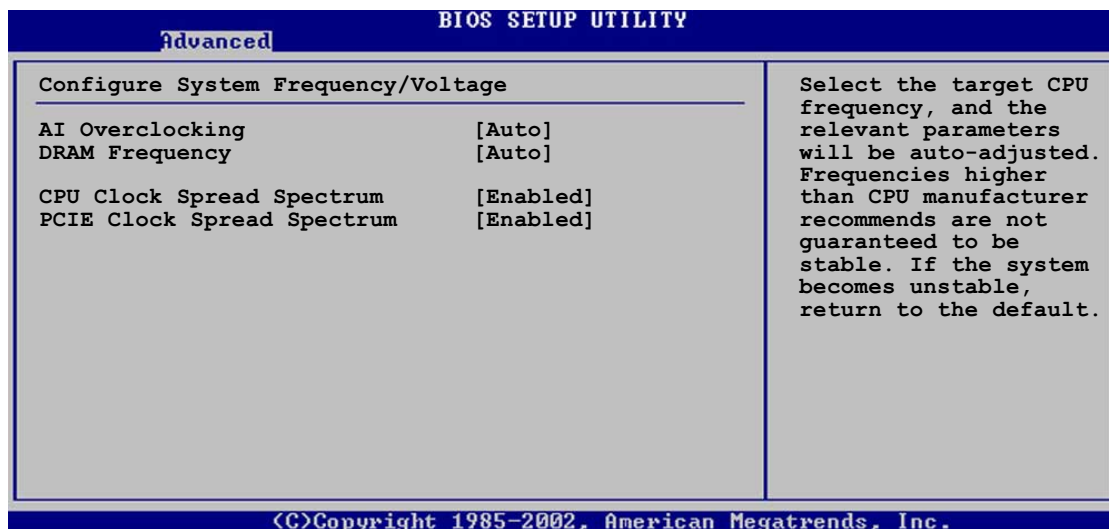 BIOS SETUP UTILITY
Advanced
Configure System Frequency/Voltage
AI Overclocking [Auto]
DRAM Frequency [Auto]
CPU Clock Spread Spectrum [Enabled]
PCIE Clock Spread Spectrum [Enabled]
Select the target CPU
frequency, and the
relevant parameters
will be auto-adjusted.
Frequencies higher
than CPU manufacturer
recommends are not
guaranteed to be
stable. If the system
becomes unstable,
return to the default.
(C)Copyright 1985-2002, American Megatrends, Inc.